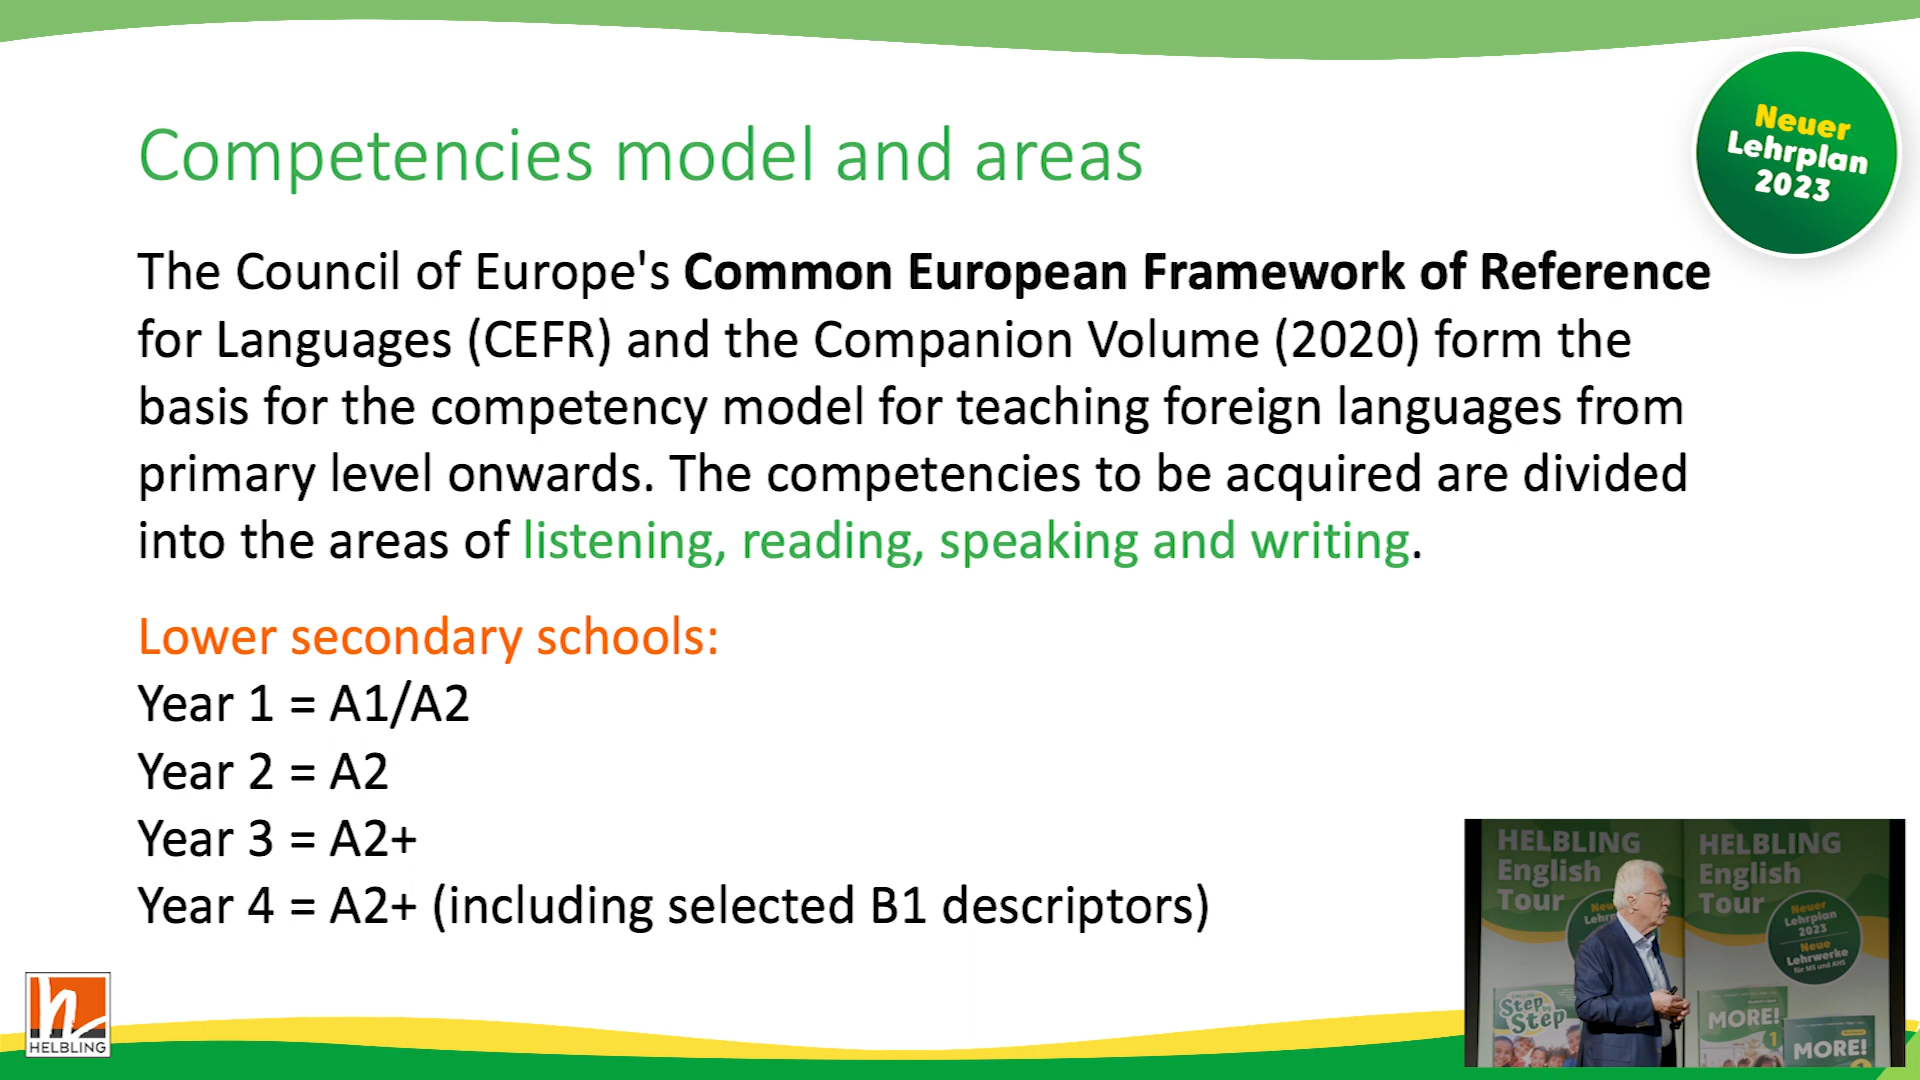 Competencies model and areas
Neuer
Lehrplan
2023
The Council of Europe's Common European Framework of Reference
for Languages (CEFR) and the Companion Volume (2020) form the
basis for the competency model for teaching foreign languages from
primary level onwards. The competencies to be acquired are divided
into the areas of listening, reading, speaking and writing.
Lower secondary schools:
Year 1 = A1/A2
Year 2 = A2
Year 3 = A2+
Year 4 = A2+ (including selected B1 descriptors)
HELBLING
HELBLING
English
Tour
HELBLING
English
Tour
Neuer
Lehrplan
2023
Neue
Lehrwerke
für MS und AHS
Step
Step
MORE!
1
MORE!